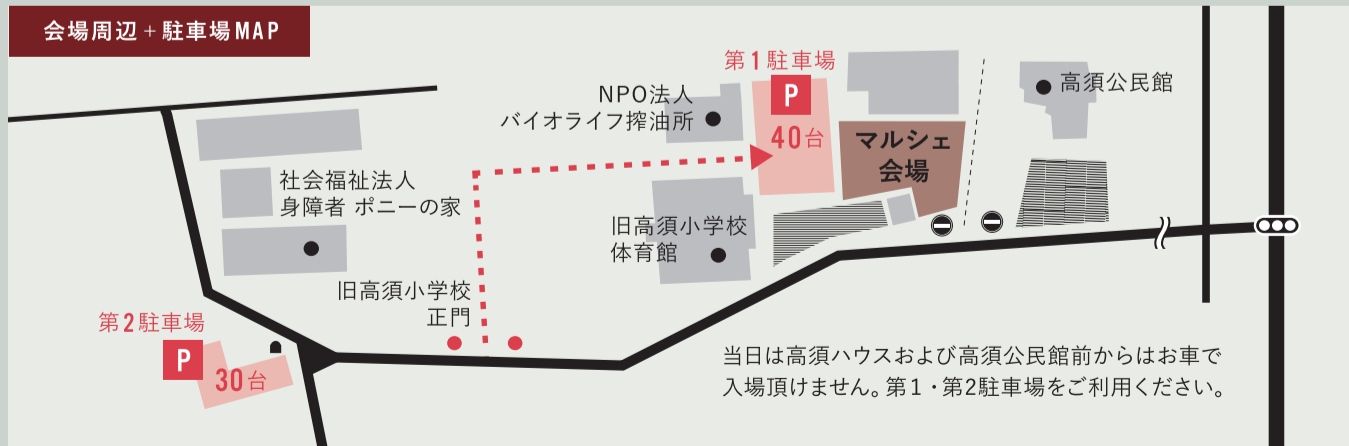 会場周辺+駐車場MAP
第1駐車場
P
40台
NPO法人
バイオライフ搾油所
マルシェ
会場
高須公民館
社会福祉法人
身障者 ポニーの家
旧高須小学校
体育館
旧高須小学校
正門
第2駐車場
P
30台
当日は高須ハウスおよび高須公民館前からはお車で
入場頂けません。第1・第2駐車場をご利用ください。